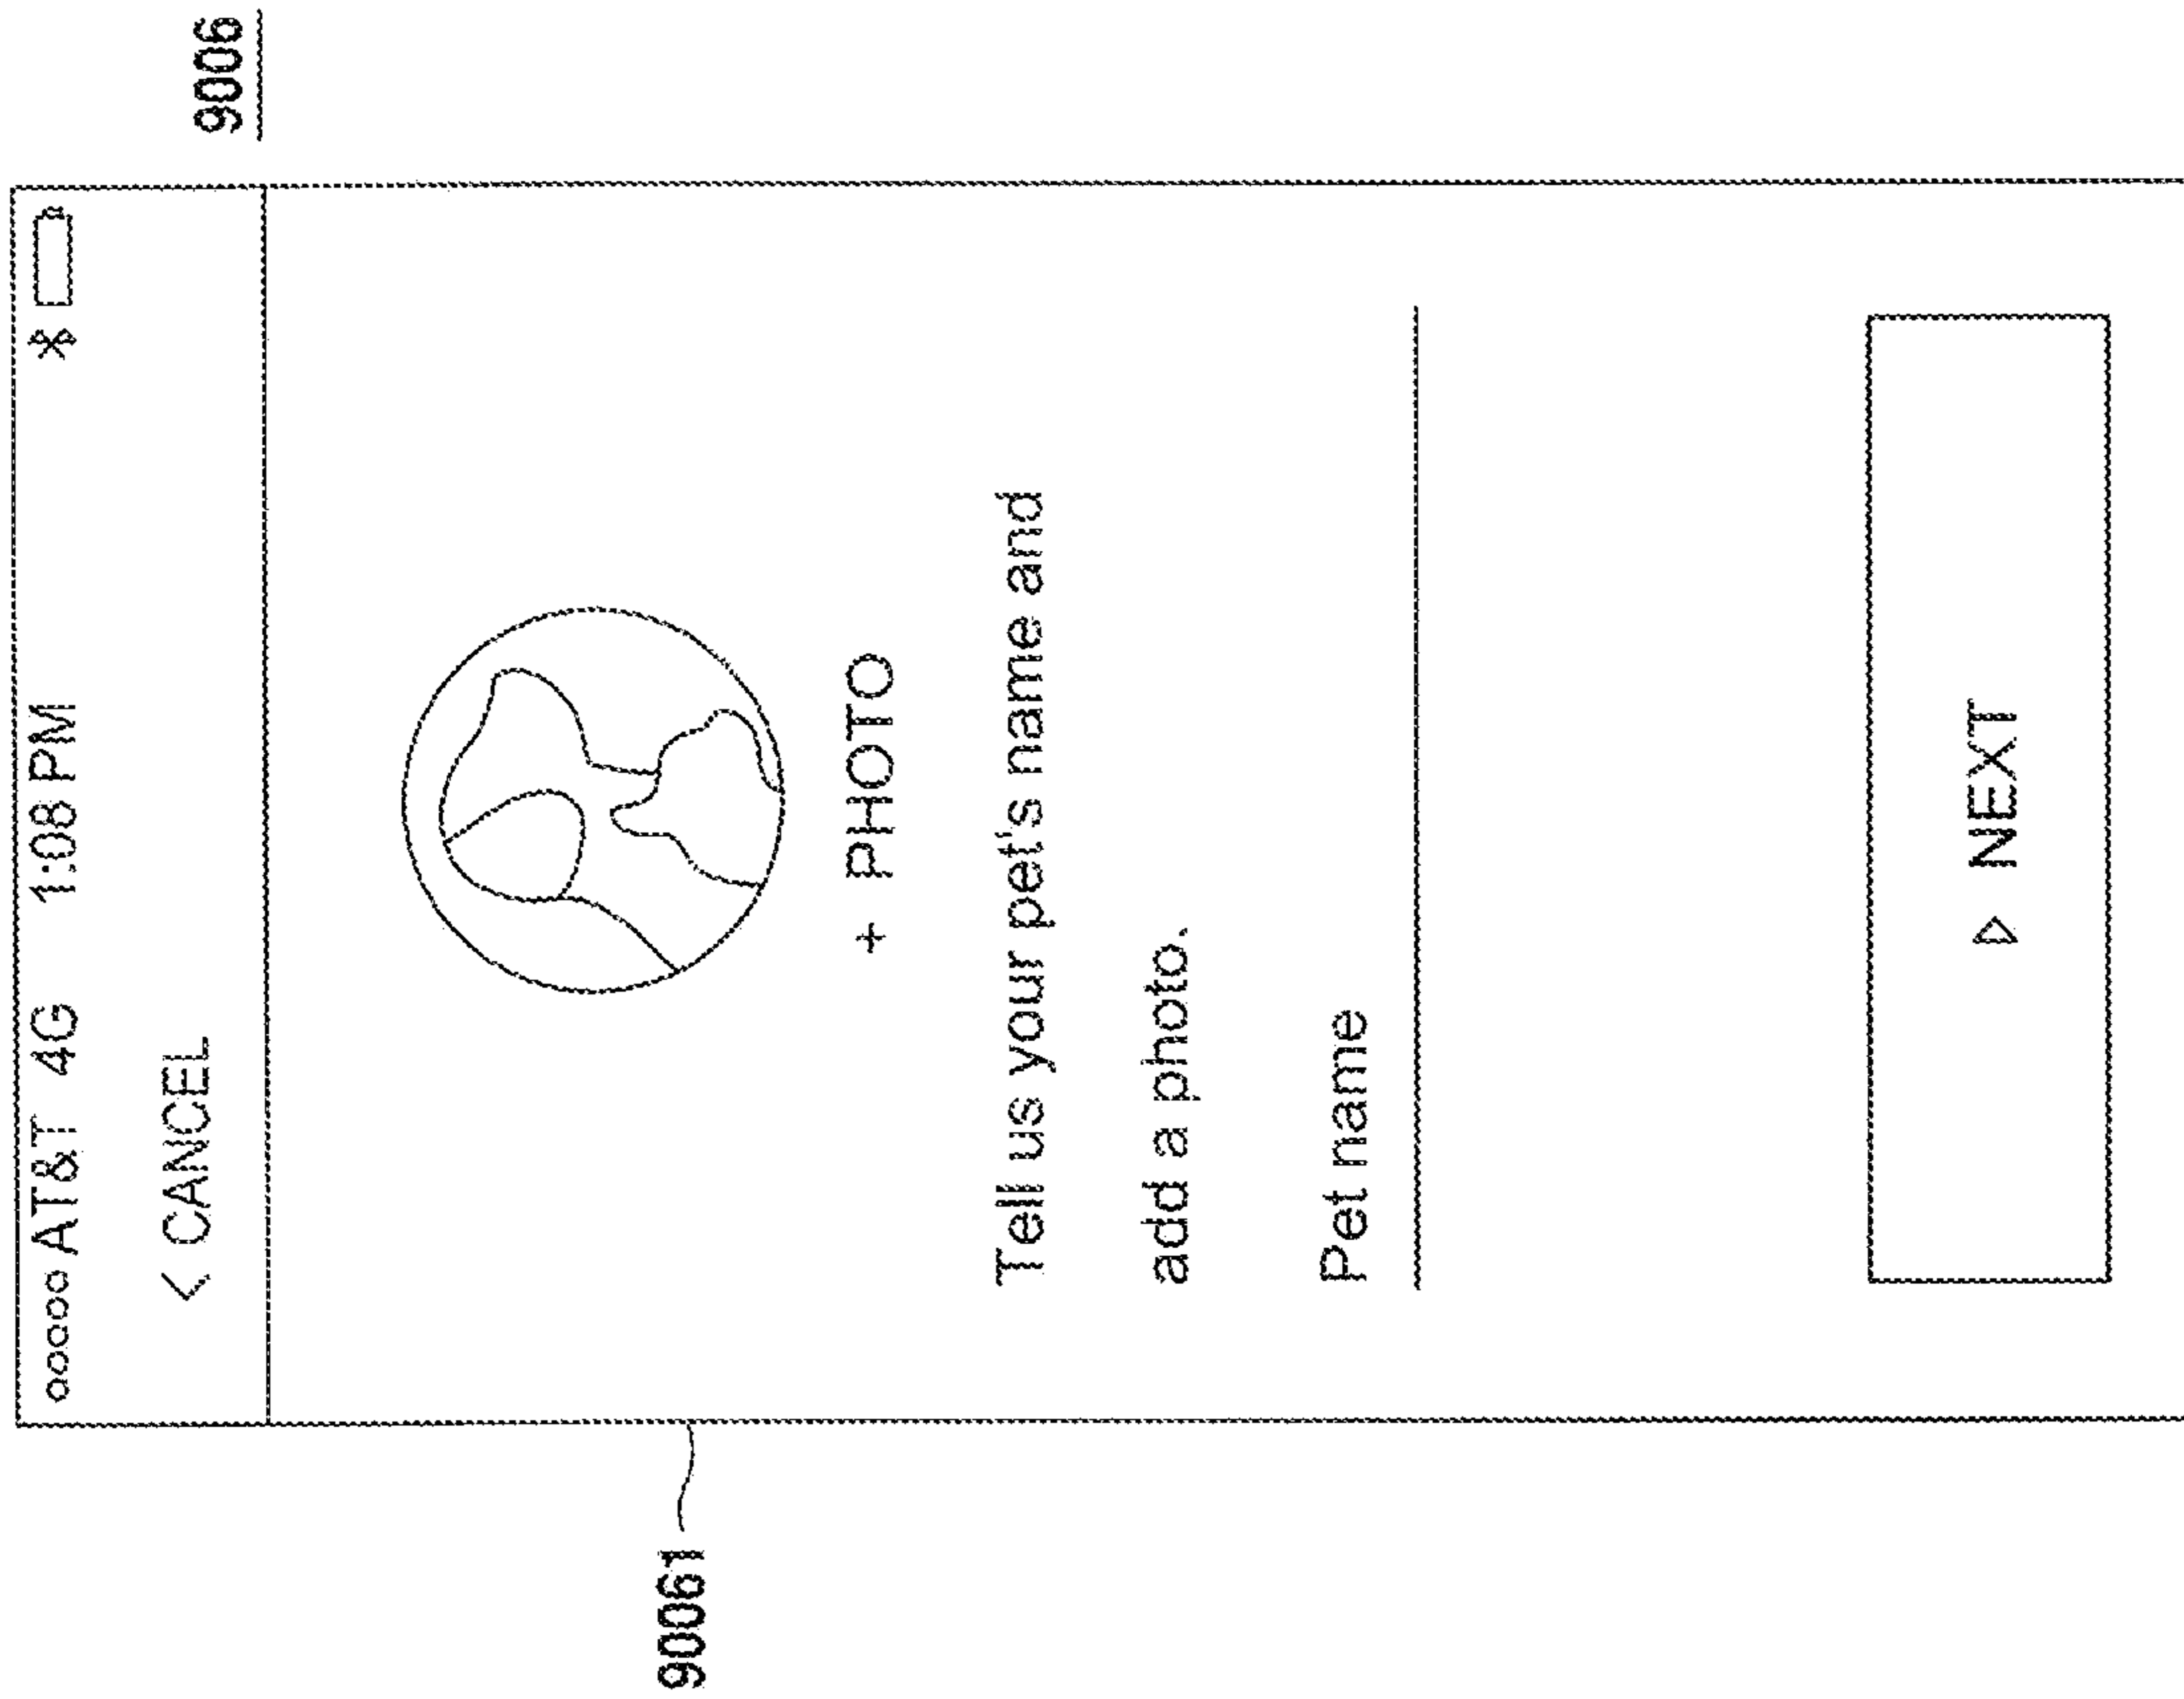 9006
ooooo AT&T 4G 1:08 PM
< CANCEL
+ PHOTO
Tell us your pet's name and
add a photo.
Pet name
▷ NEXT
90061